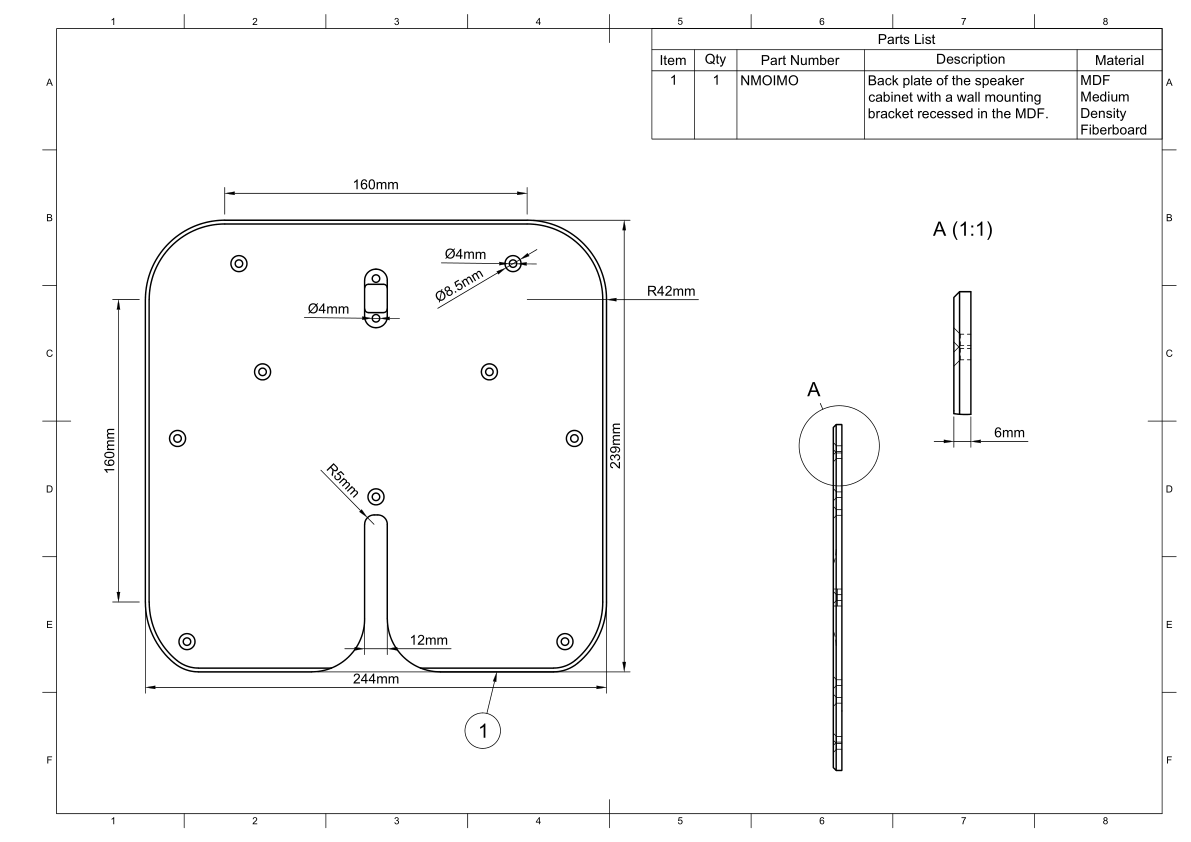 1 2 3 4 5 6 7 8
Parts List
Item Qty Part Number Description Material
1 1 NMOIMO Back plate of the speaker MDF
cabinet with a wall mounting Medium
bracket recessed in the MDF. Density
Fiberboard
A A
160mm
B B
A (1:1)
Ø4mm
Ø8.5mm
R42mm
Ø4mm
C C
A
6mm
160mm
239mm
R5mm
D D
E E
12mm
244mm
1
F F
1 2 3 4 5 6 7 8